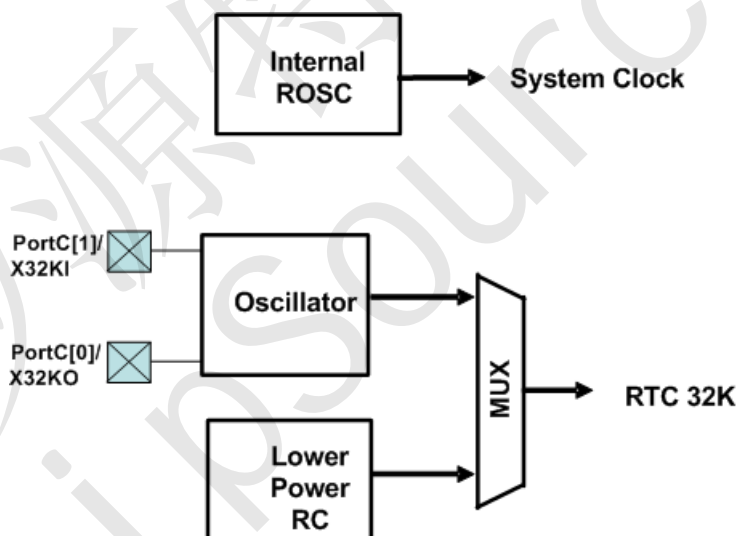 Internal
ROSC
System Clock
PortC[1]/
X32KI
Oscillator
PortC[0]/
X32KO
MUX
RTC 32K
Lower
Power
RC